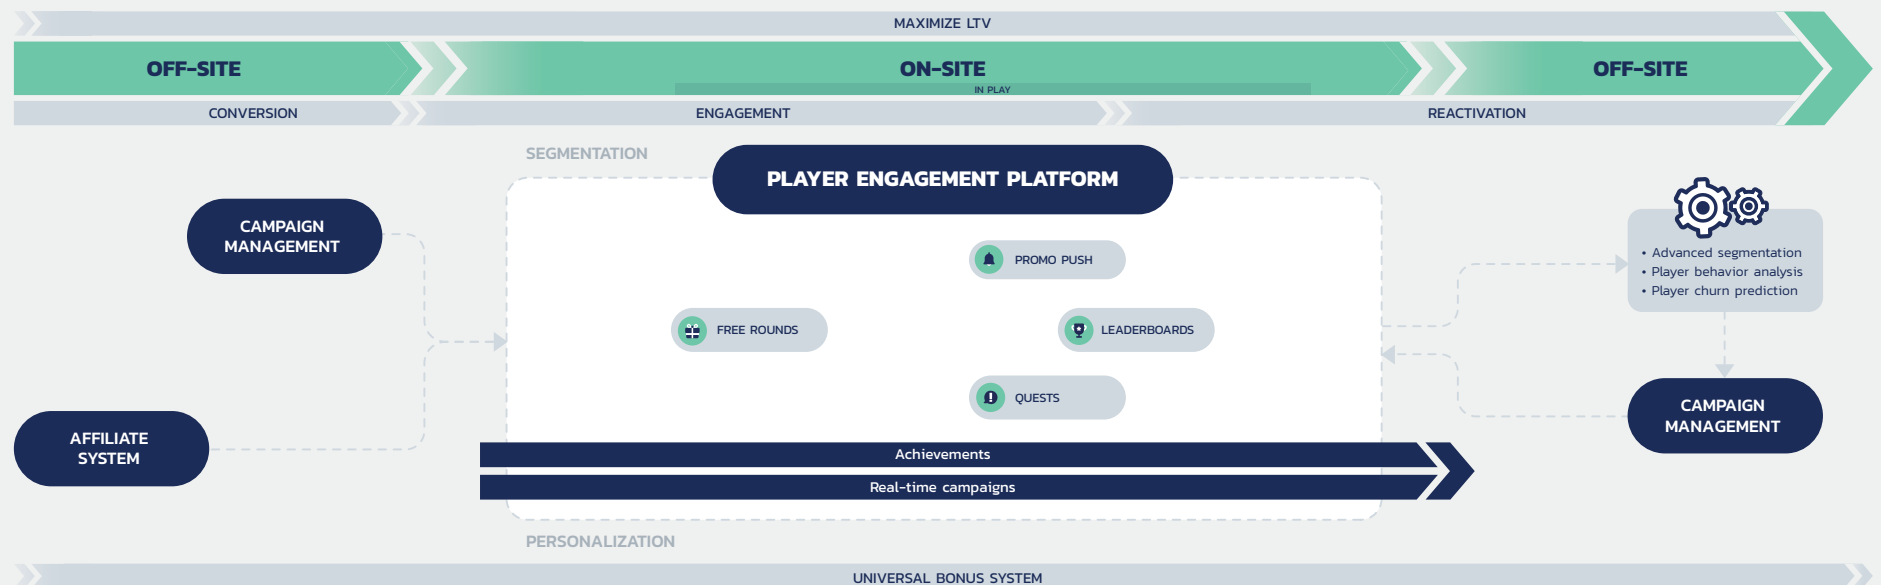 MAXIMIZE LTV
OFF-SITE
ON-SITE
OFF-SITE
IN PLAY
CONVERSION
ENGAGEMENT
REACTIVATION
SEGMENTATION
PLAYER ENGAGEMENT PLATFORM
CAMPAIGN
MANAGEMENT
PROMO PUSH
FREE ROUNDS
LEADERBOARDS
QUESTS
• Advanced segmentation
• Player behavior analysis
• Player churn prediction
AFFILIATE
SYSTEM
CAMPAIGN
MANAGEMENT
Achievements
Real-time campaigns
PERSONALIZATION
UNIVERSAL BONUS SYSTEM